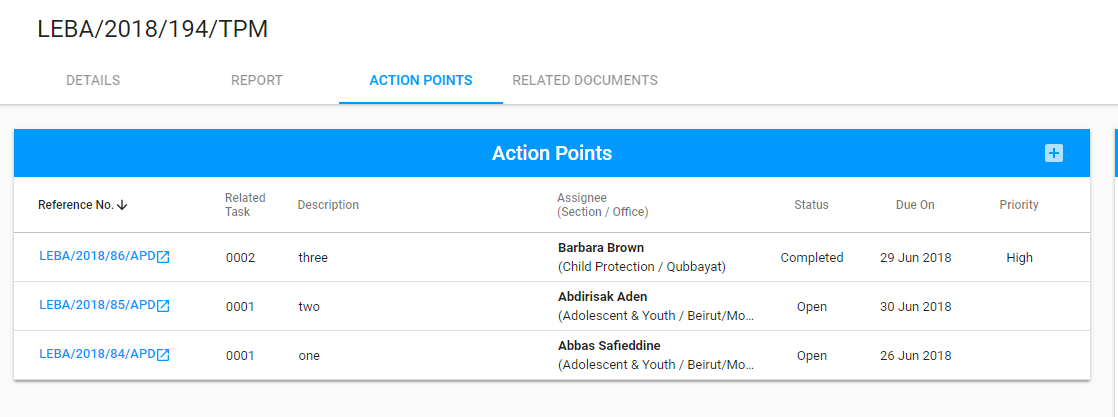 LEBA/2018/194/TPM
DETAILS REPORT ACTION POINTS RELATED DOCUMENTS
Action Points
Reference No. Related Task Description Assignee (Section / Office) Status Due On Priority
LEBA/2018/86/APD 0002 three Barbara Brown (Child Protection / Qubbayat) Completed 29 Jun 2018 High
LEBA/2018/85/APD 0001 two Abdirisak Aden (Adolescent & Youth / Beirut/Mo... Open 30 Jun 2018
LEBA/2018/84/APD 0001 one Abbas Safieddine (Adolescent & Youth / Beirut/Mo... Open 26 Jun 2018